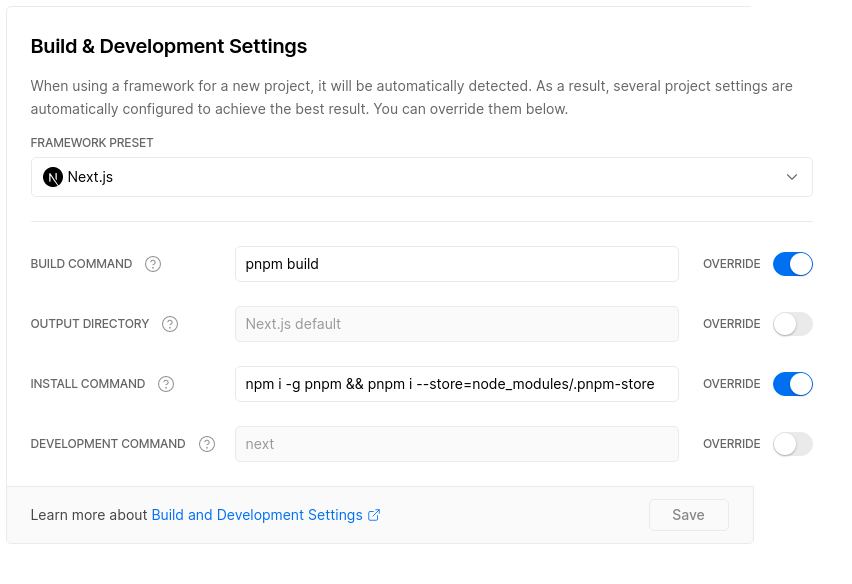 Build & Development Settings
When using a framework for a new project, it will be automatically detected. As a result, several project settings are
automatically configured to achieve the best result. You can override them below.
FRAMEWORK PRESET
N Next.js
BUILD COMMAND ? pnpm build OVERRIDE
OUTPUT DIRECTORY ? Next.js default OVERRIDE
INSTALL COMMAND ? npm i -g pnpm && pnpm i --store=node_modules/.pnpm-store OVERRIDE
DEVELOPMENT COMMAND ? next OVERRIDE
Learn more about Build and Development Settings Save